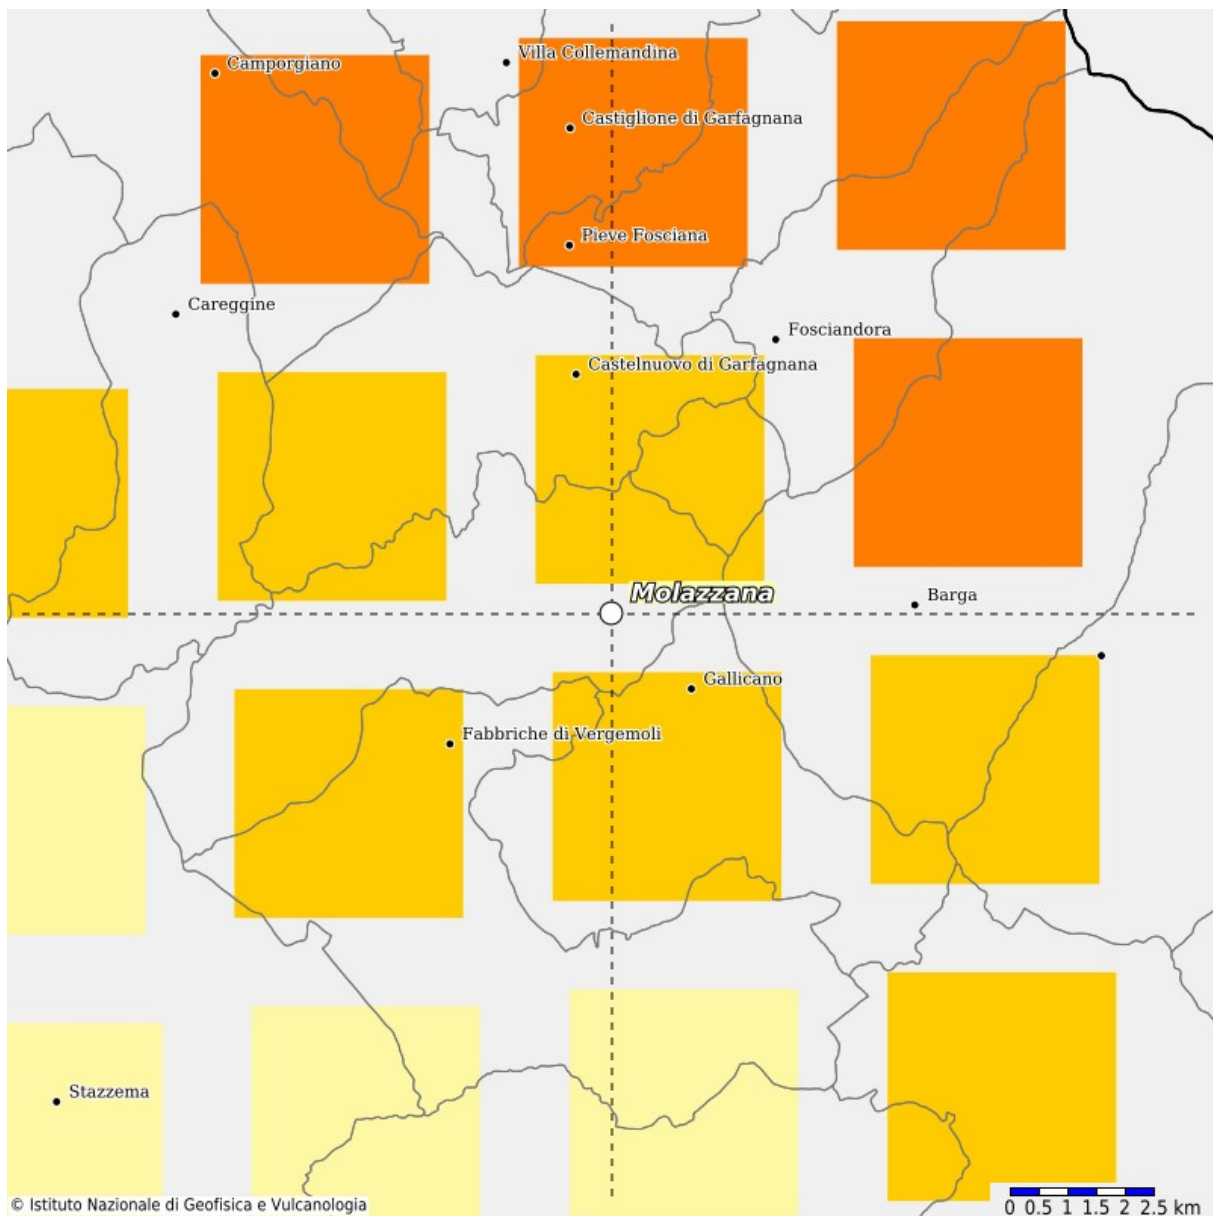 Villa Collemandina
Camporgiano
Castiglione di Garfagnana
Pieve Fosciana
Careggine
Fosciandora
Castelnuovo di Garfagnana
Molazzana
Barga
Gallicano
Fabbriche di Vergemoli
Stazzema
© Istituto Nazionale di Geofisica e Vulcanologia
0 0.5 1 1.5 2 2.5 km